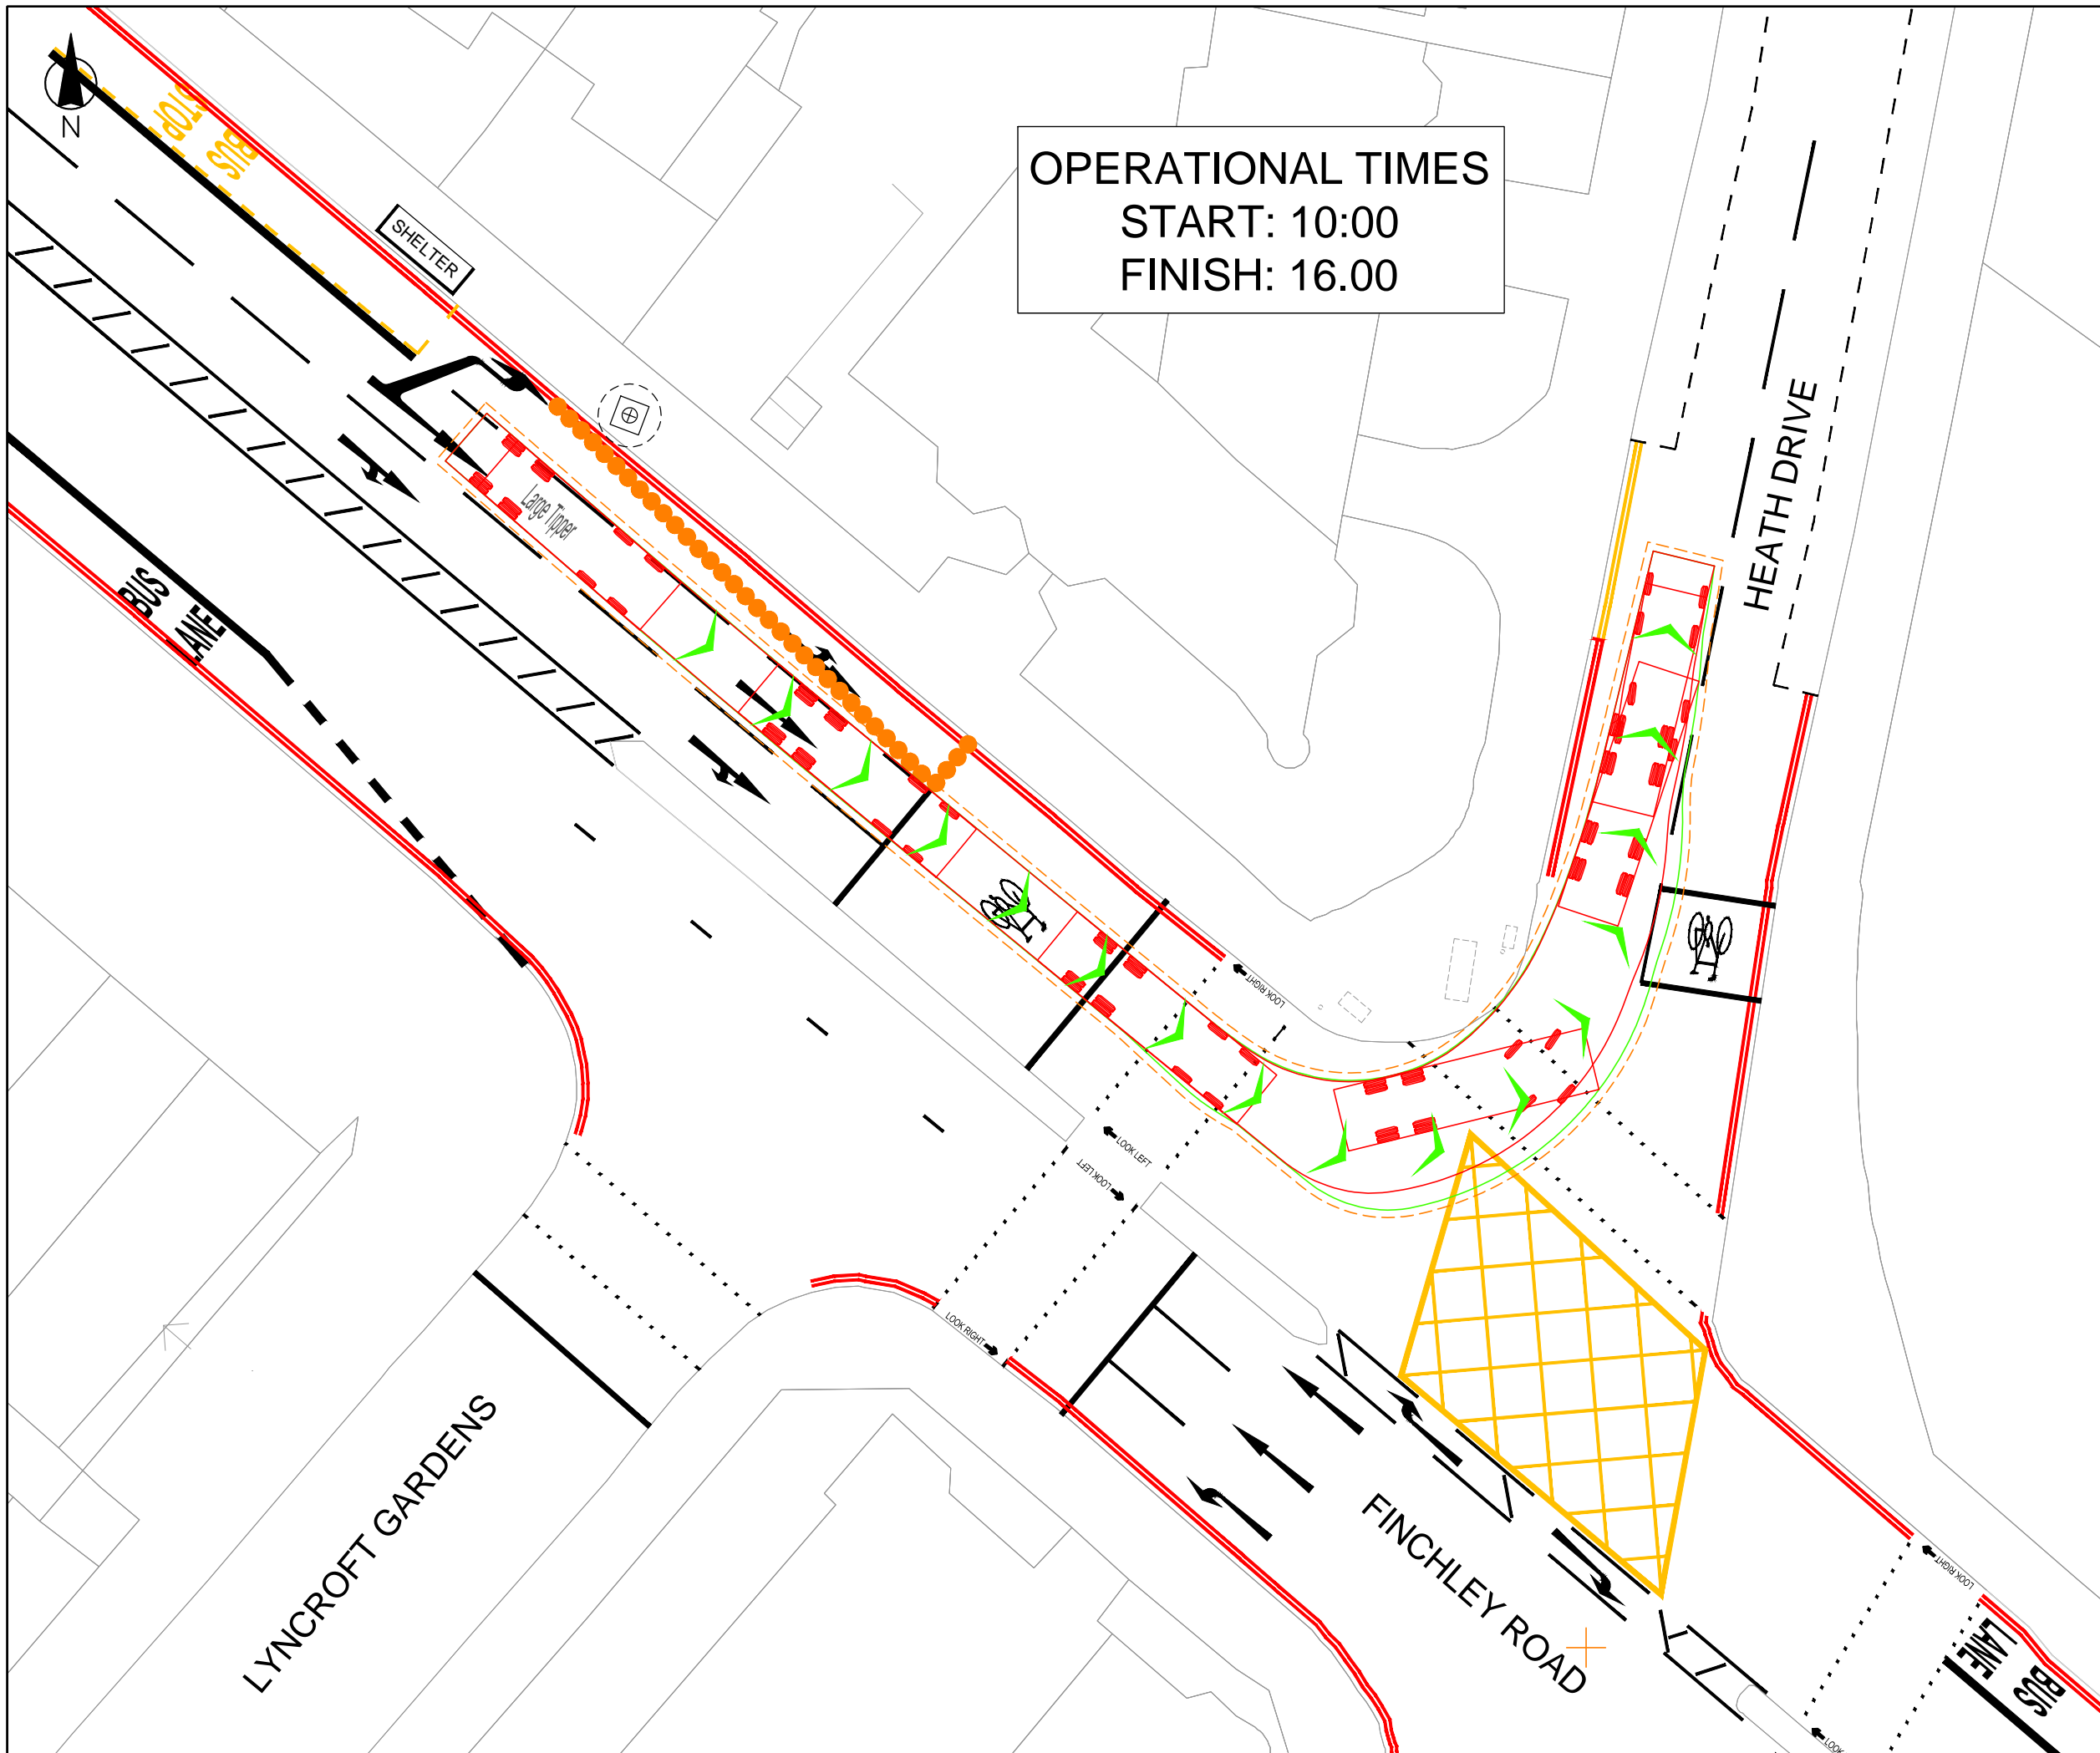 N
BUS
STOP
SHELTER
OPERATIONAL TIMES
START: 10:00
FINISH: 16.00
HEATH DRIVE
Large Tipper
BUS
LANE
LOOK RIGHT
LOOK LEFT
LOOK LEFT
LOOK RIGHT
LYNCROFT GARDENS
FINCHLEY ROAD
LOOK RIGHT
BUS
LANE
LOOK